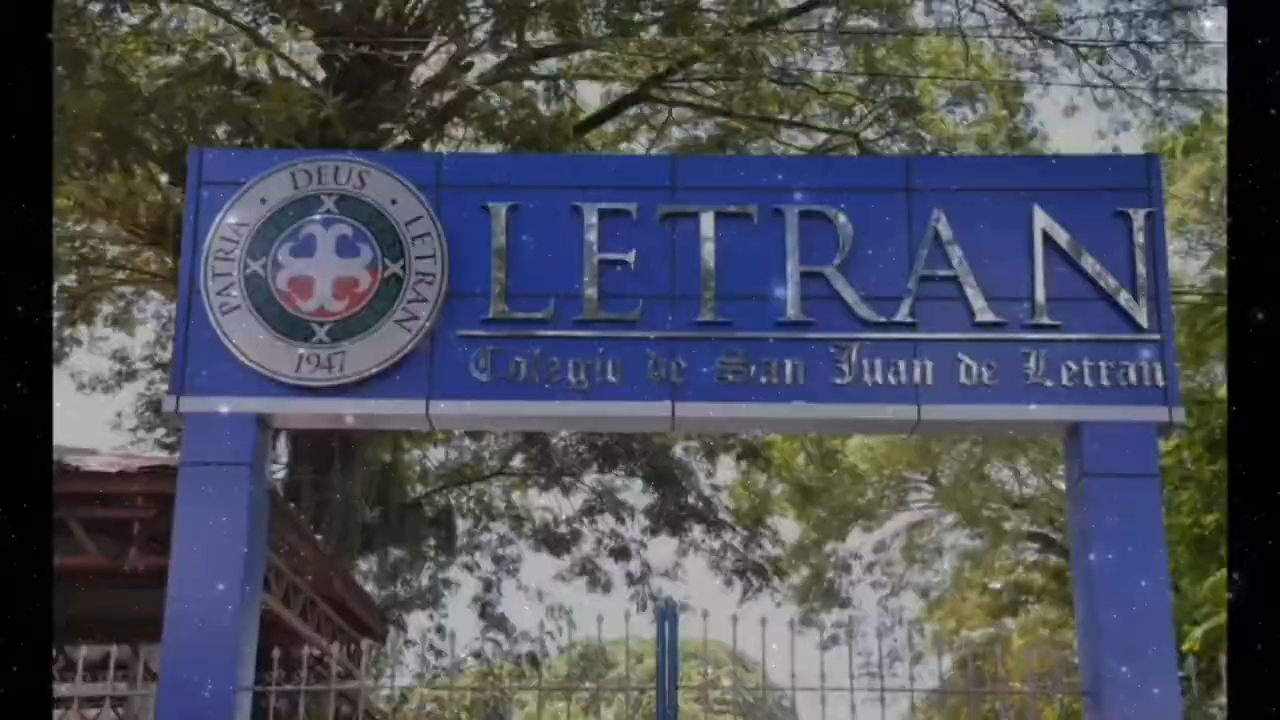 DEUS
PATRIA
LETRAN
1947
LETRAN
Colegio de San Juan de Letran